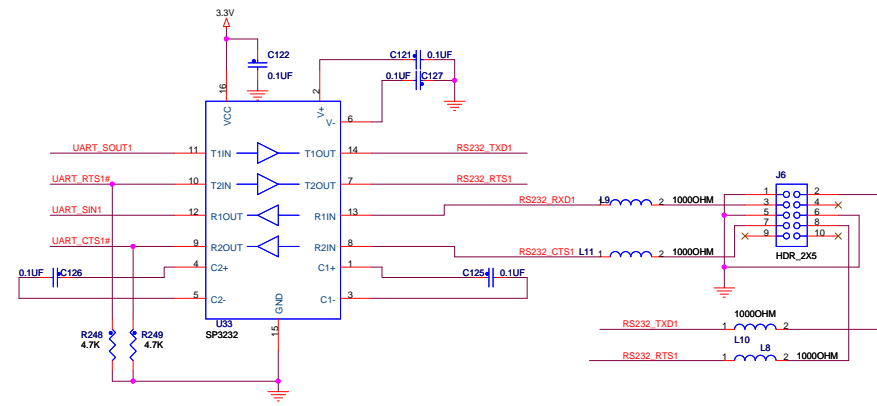 3.3V
C122
0.1UF
C121 0.1UF
0.1UF C127
16
2
VCC
V+
V-
6
UART_SOUT1 11 T1IN T1OUT 14 RS232_TXD1
UART_RTS1# 10 T2IN T2OUT 7 RS232_RTS1
UART_SIN1 12 R1OUT R1IN 13 RS232_RXD1 L9 2 1000OHM
UART_CTS1# 9 R2OUT R2IN 8 RS232_CTS1 L11 1 2 1000OHM
J6
1 2
3 4
5 6
7 8
9 10
HDR_2X5
0.1UF C126 4 C2+ C1+ 1 C125 0.1UF
5 C2- C1- 3
GND
15
U33
SP3232
R248
4.7K
R249
4.7K
1000OHM
RS232_TXD1 1 2
L10
L8
RS232_RTS1 1 2 1000OHM